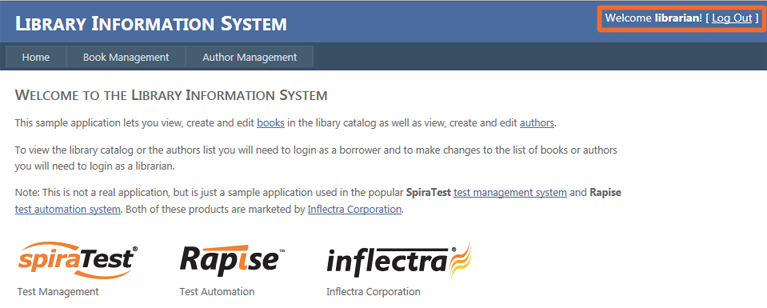 LIBRARY INFORMATION SYSTEM
Welcome librarian! [ Log Out ]
Home Book Management Author Management
WELCOME TO THE LIBRARY INFORMATION SYSTEM
This sample application lets you view, create and edit books in the libary catalog as well as view, create and edit authors.
To view the library catalog or the authors list you will need to login as a borrower and to make changes to the list of books or authors
you will need to login as a librarian.
Note: This is not a real application, but is just a sample application used in the popular SpiraTest test management system and Rapise
test automation system. Both of these products are marketed by Inflectra Corporation.
spiraTest® Rapise™ inflectra®
Test Management Test Automation Inflectra Corporation